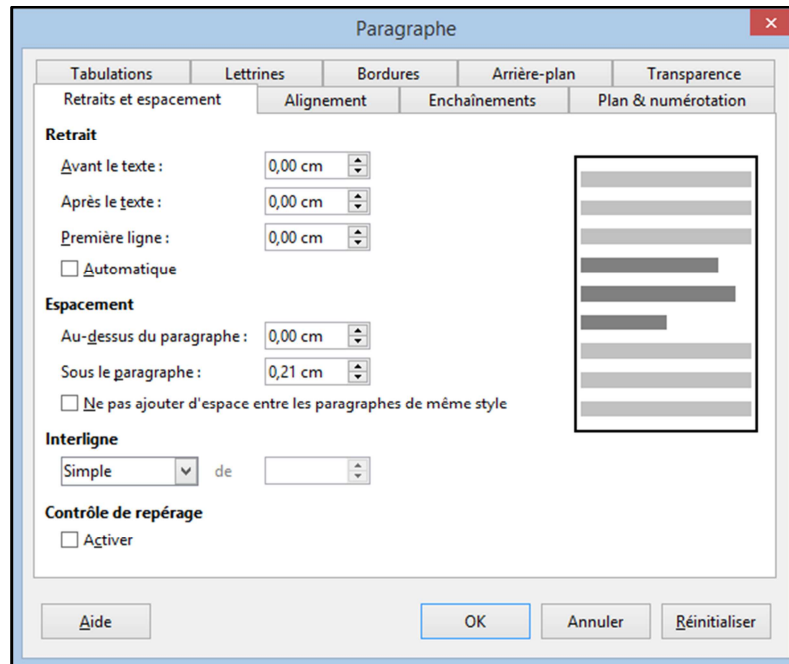 Paragraphe
Tabulations Lettrines Bordures Arrière-plan Transparence
Retraits et espacement Alignement Enchaînements Plan & numérotation
Retrait
Avant le texte : 0,00 cm
Après le texte : 0,00 cm
Première ligne : 0,00 cm
Automatique
Espacement
Au-dessus du paragraphe : 0,00 cm
Sous le paragraphe : 0,21 cm
Ne pas ajouter d'espace entre les paragraphes de même style
Interligne
Simple de
Contrôle de repérage
Activer
Aide OK Annuler Réinitialiser